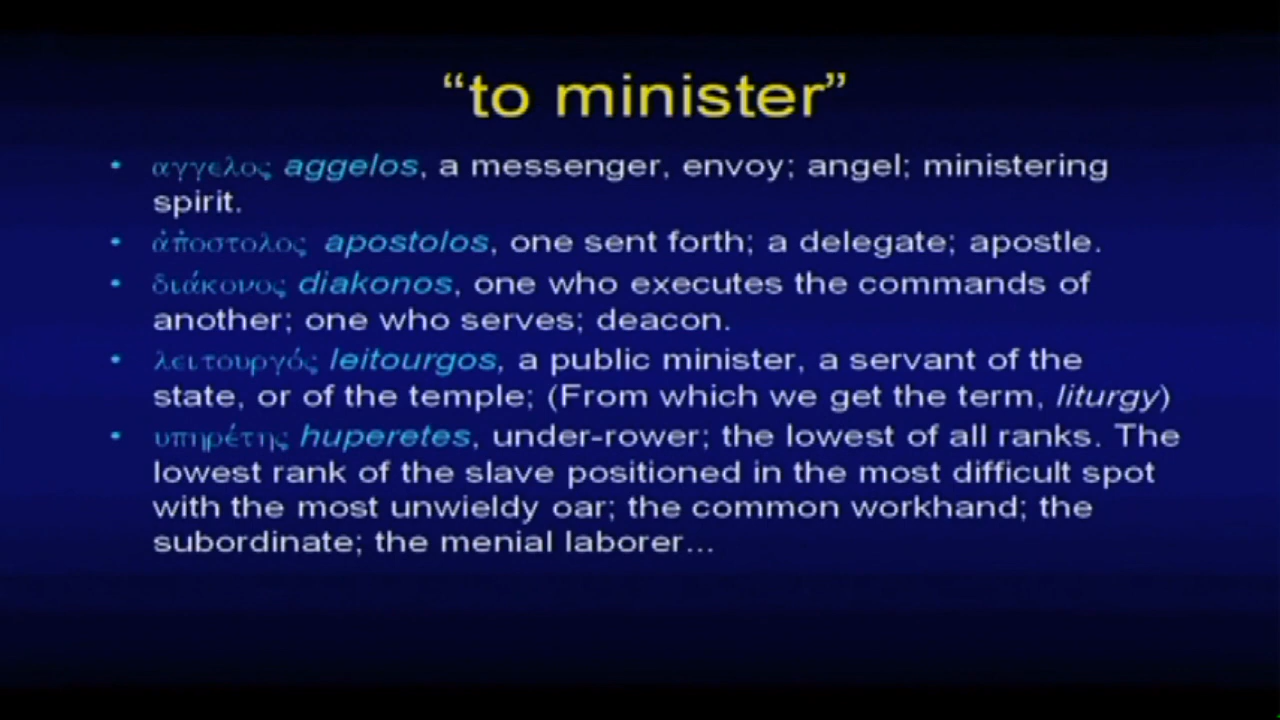 “to minister”
• αγγελος aggelos, a messenger, envoy; angel; ministering
spirit.
• ἀπ̓οστολος apostolos, one sent forth; a delegate; apostle.
• διάκονος diakonos, one who executes the commands of
another; one who serves; deacon.
• λειτουργός leitourgos, a public minister, a servant of the
state, or of the temple; (From which we get the term, liturgy)
• υπηρέτης huperetes, under-rower; the lowest of all ranks. The
lowest rank of the slave positioned in the most difficult spot
with the most unwieldy oar; the common workhand; the
subordinate; the menial laborer...